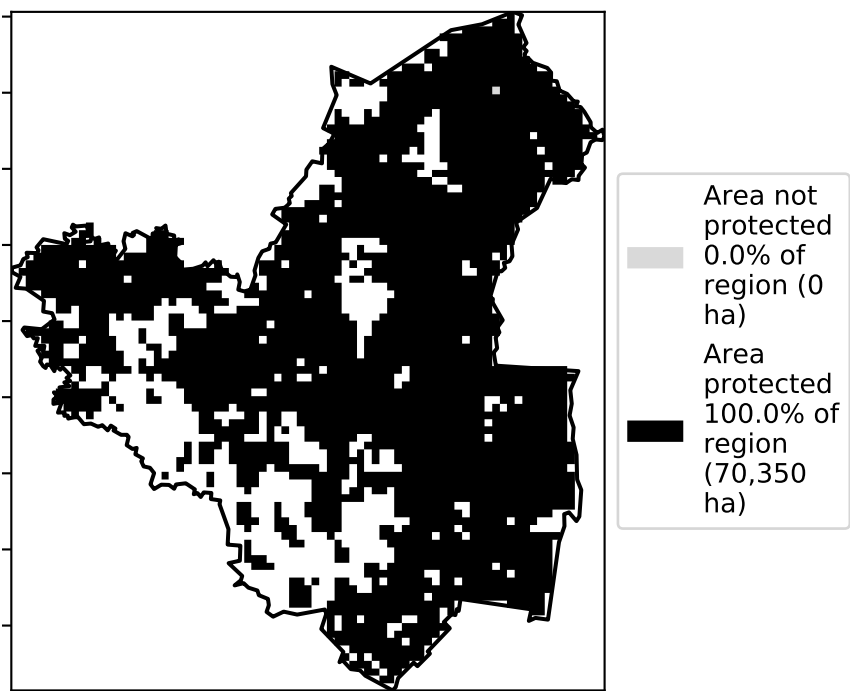 Area not
protected
0.0% of
region (0
ha)
Area
protected
100.0% of
region
(70,350
ha)